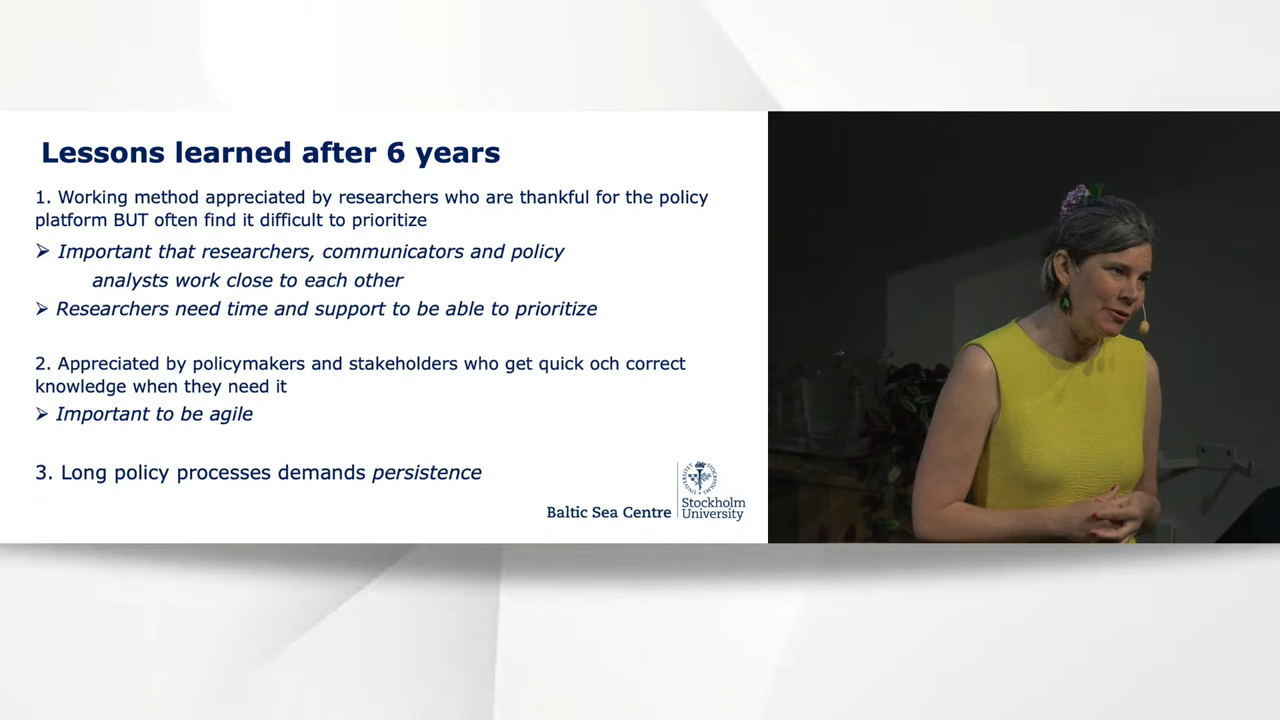 Lessons learned after 6 years
1. Working method appreciated by researchers who are thankful for the policy
platform BUT often find it difficult to prioritize
➢ Important that researchers, communicators and policy
analysts work close to each other
➢ Researchers need time and support to be able to prioritize
2. Appreciated by policymakers and stakeholders who get quick och correct
knowledge when they need it
➢ Important to be agile
3. Long policy processes demands persistence
Baltic Sea Centre
Stockholm
University